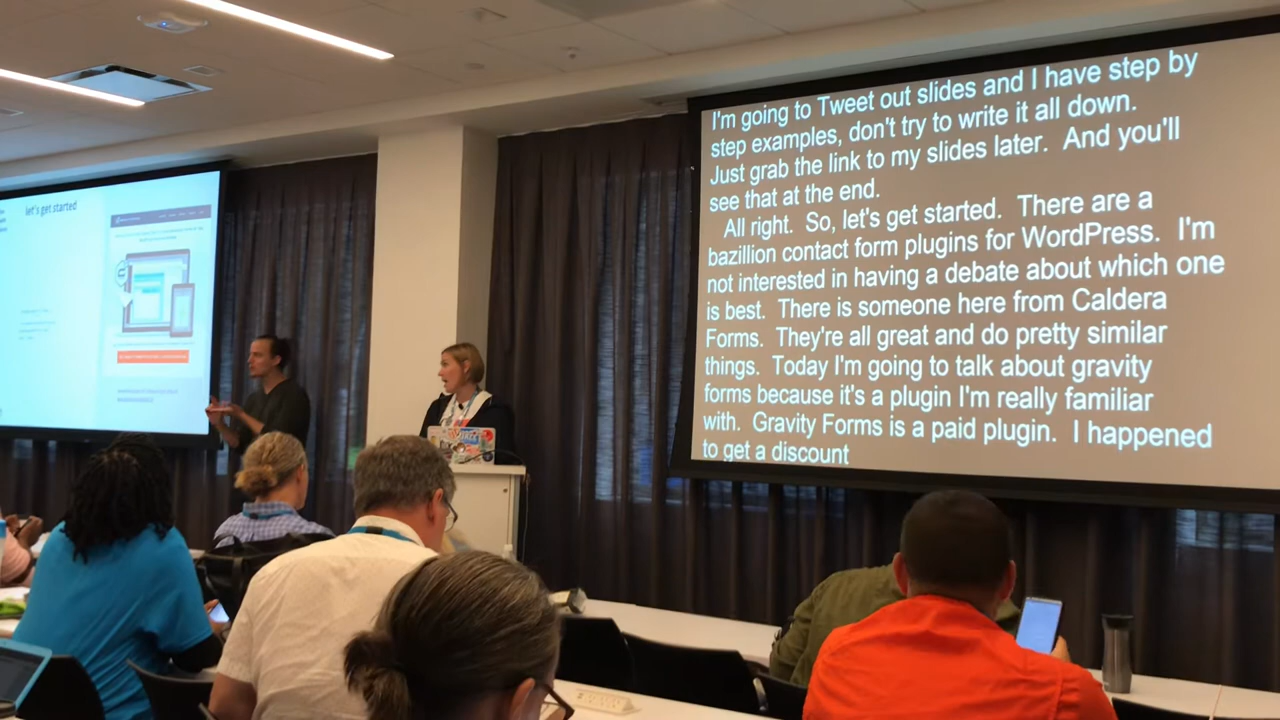 let's get started
I'm going to Tweet out slides and I have step by
step examples, don't try to write it all down.
Just grab the link to my slides later.  And you'll
see that at the end.
All right.  So, let's get started.  There are a
bazillion contact form plugins for WordPress.  I'm
not interested in having a debate about which one
is best.  There is someone here from Caldera
Forms.  They're all great and do pretty similar
things.  Today I'm going to talk about gravity
forms because it's a plugin I'm really familiar
with.  Gravity Forms is a paid plugin.  I happened
to get a discount